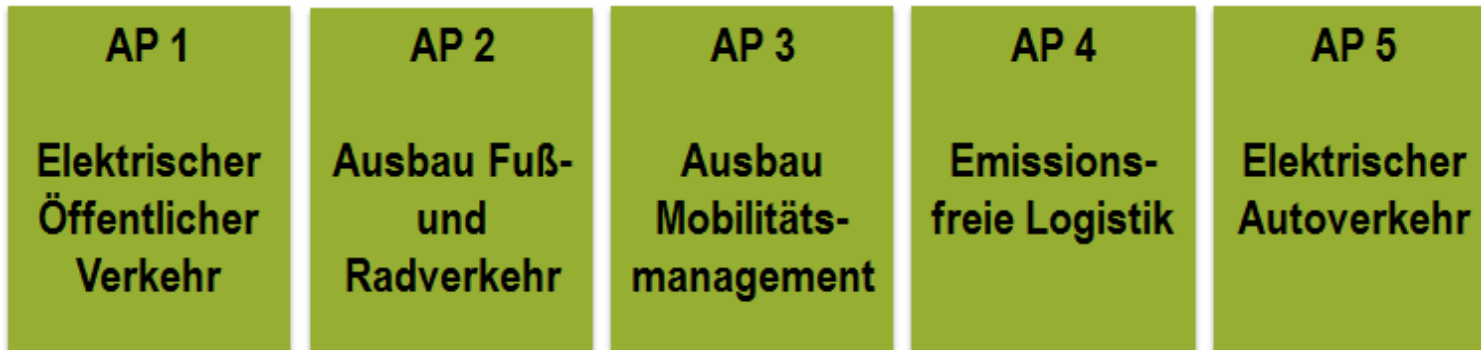 AP 1
Elektrischer
Öffentlicher
Verkehr
AP 2
Ausbau Fuß-
und
Radverkehr
AP 3
Ausbau
Mobilitäts-
management
AP 4
Emissions-
freie Logistik
AP 5
Elektrischer
Autoverkehr